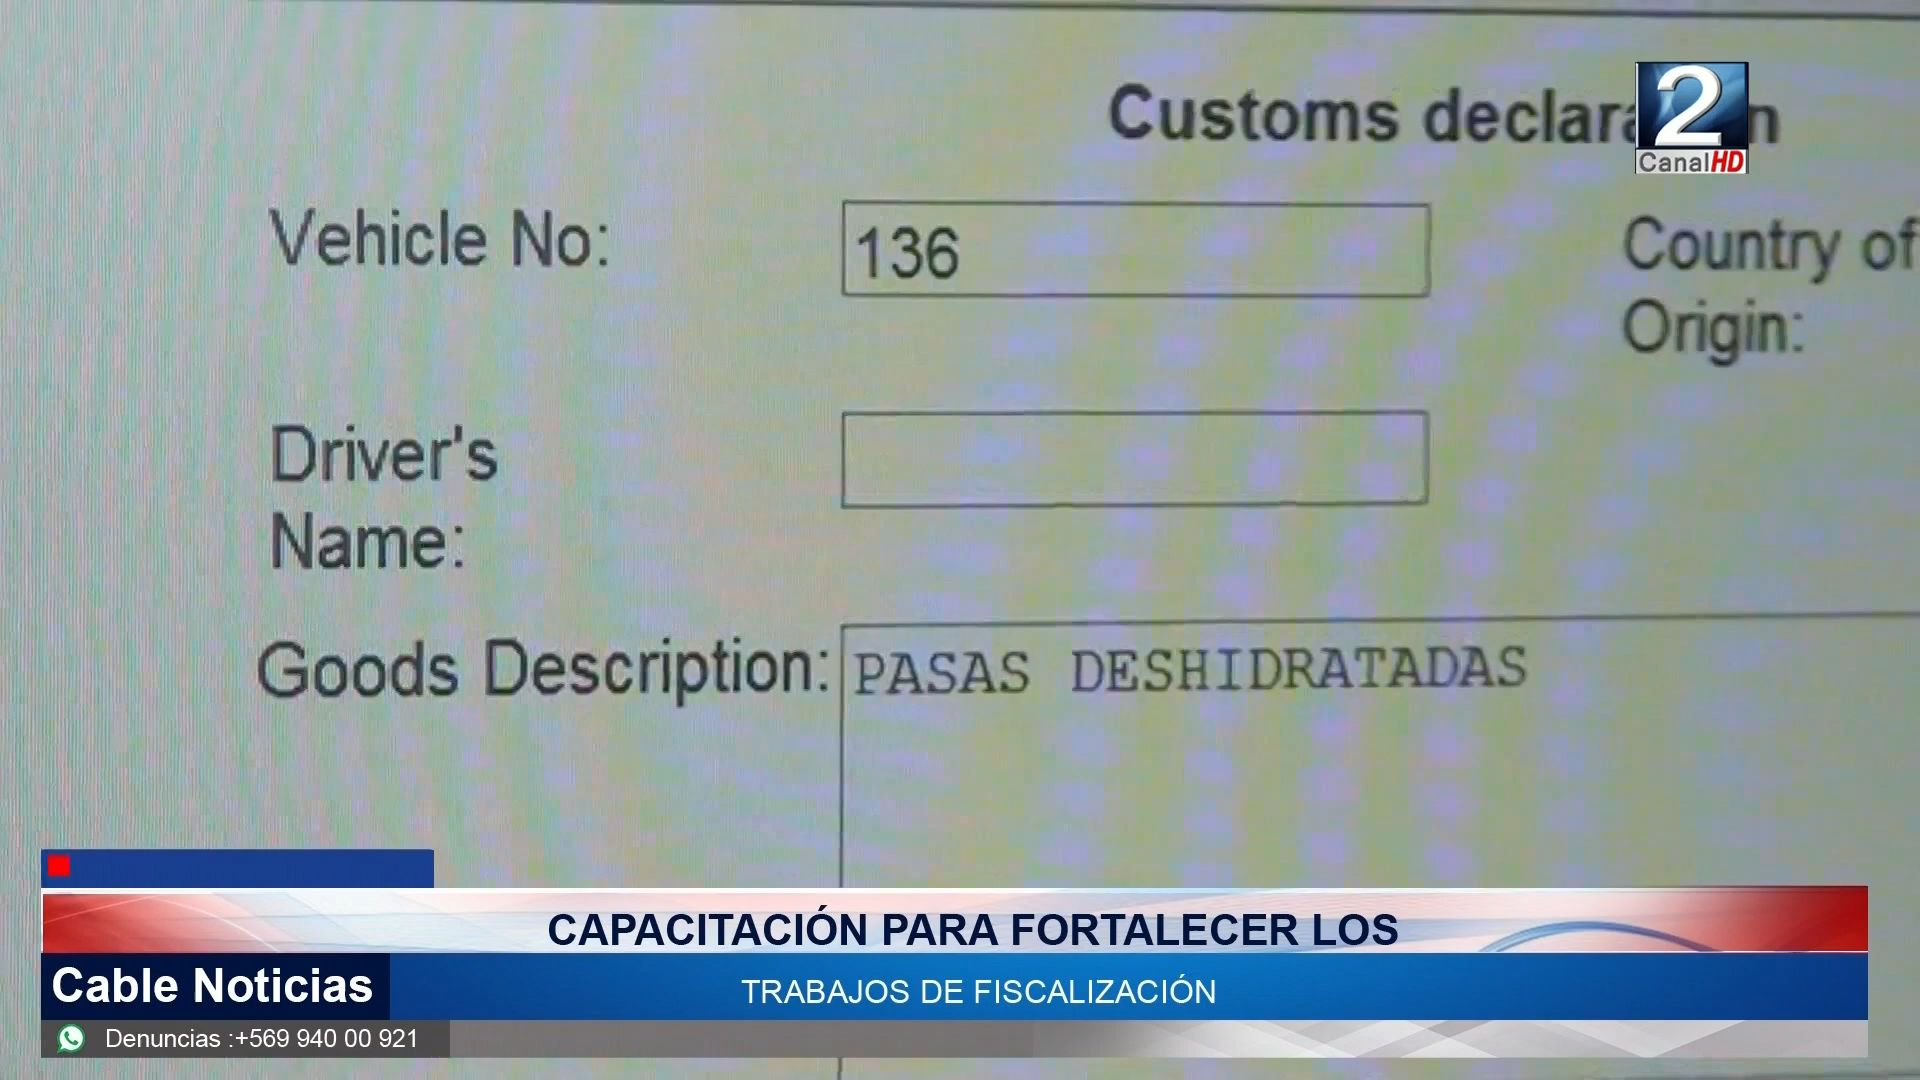 Customs declara n
2
CanalHD
Vehicle No:
136
Country of
Origin:
Driver's
Name:
Goods Description:
PASAS DESHIDRATADAS
CAPACITACIÓN PARA FORTALECER LOS
Cable Noticias
TRABAJOS DE FISCALIZACIÓN
Denuncias :+569 940 00 921